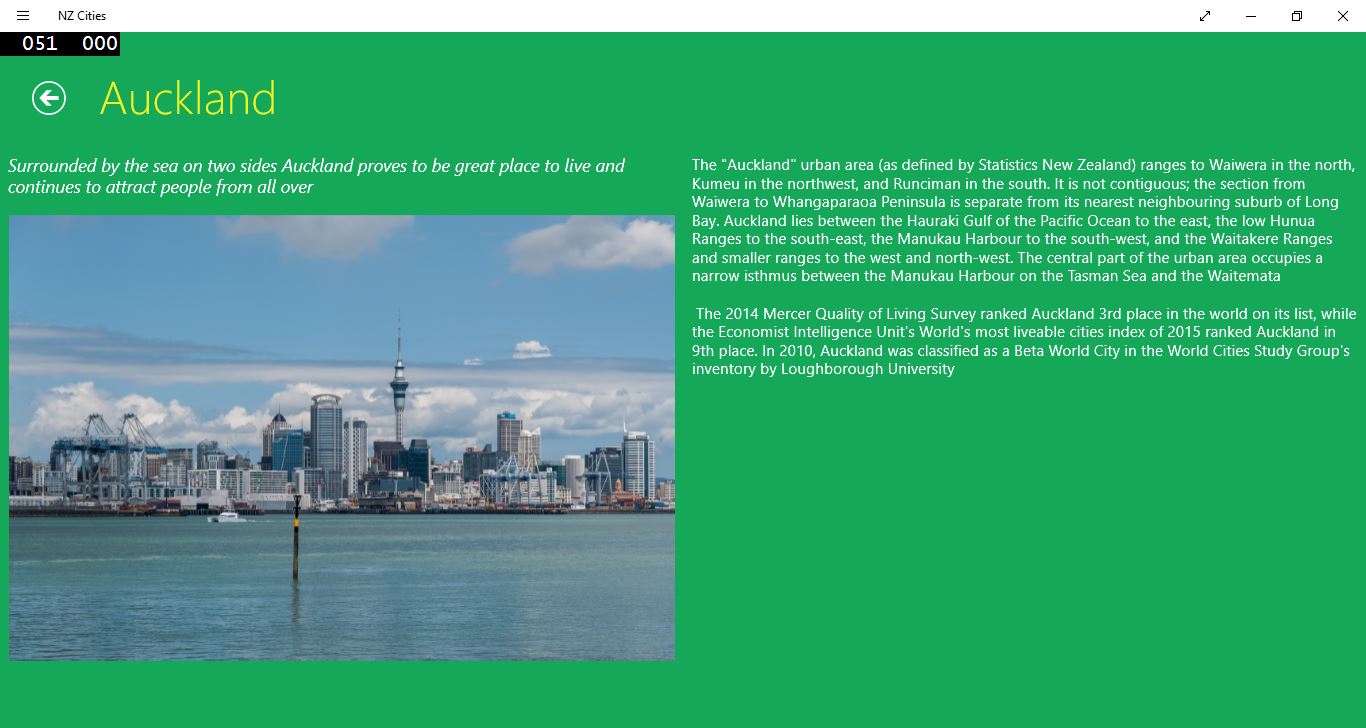 NZ Cities
051 000
Auckland
Surrounded by the sea on two sides Auckland proves to be great place to live and
continues to attract people from all over
The "Auckland" urban area (as defined by Statistics New Zealand) ranges to Waiwera in the north,
Kumeu in the northwest, and Runciman in the south. It is not contiguous; the section from
Waiwera to Whangaparaoa Peninsula is separate from its nearest neighbouring suburb of Long
Bay. Auckland lies between the Hauraki Gulf of the Pacific Ocean to the east, the low Hunua
Ranges to the south-east, the Manukau Harbour to the south-west, and the Waitakere Ranges
and smaller ranges to the west and north-west. The central part of the urban area occupies a
narrow isthmus between the Manukau Harbour on the Tasman Sea and the Waitemata
The 2014 Mercer Quality of Living Survey ranked Auckland 3rd place in the world on its list, while
the Economist Intelligence Unit's World's most liveable cities index of 2015 ranked Auckland in
9th place. In 2010, Auckland was classified as a Beta World City in the World Cities Study Group's
inventory by Loughborough University